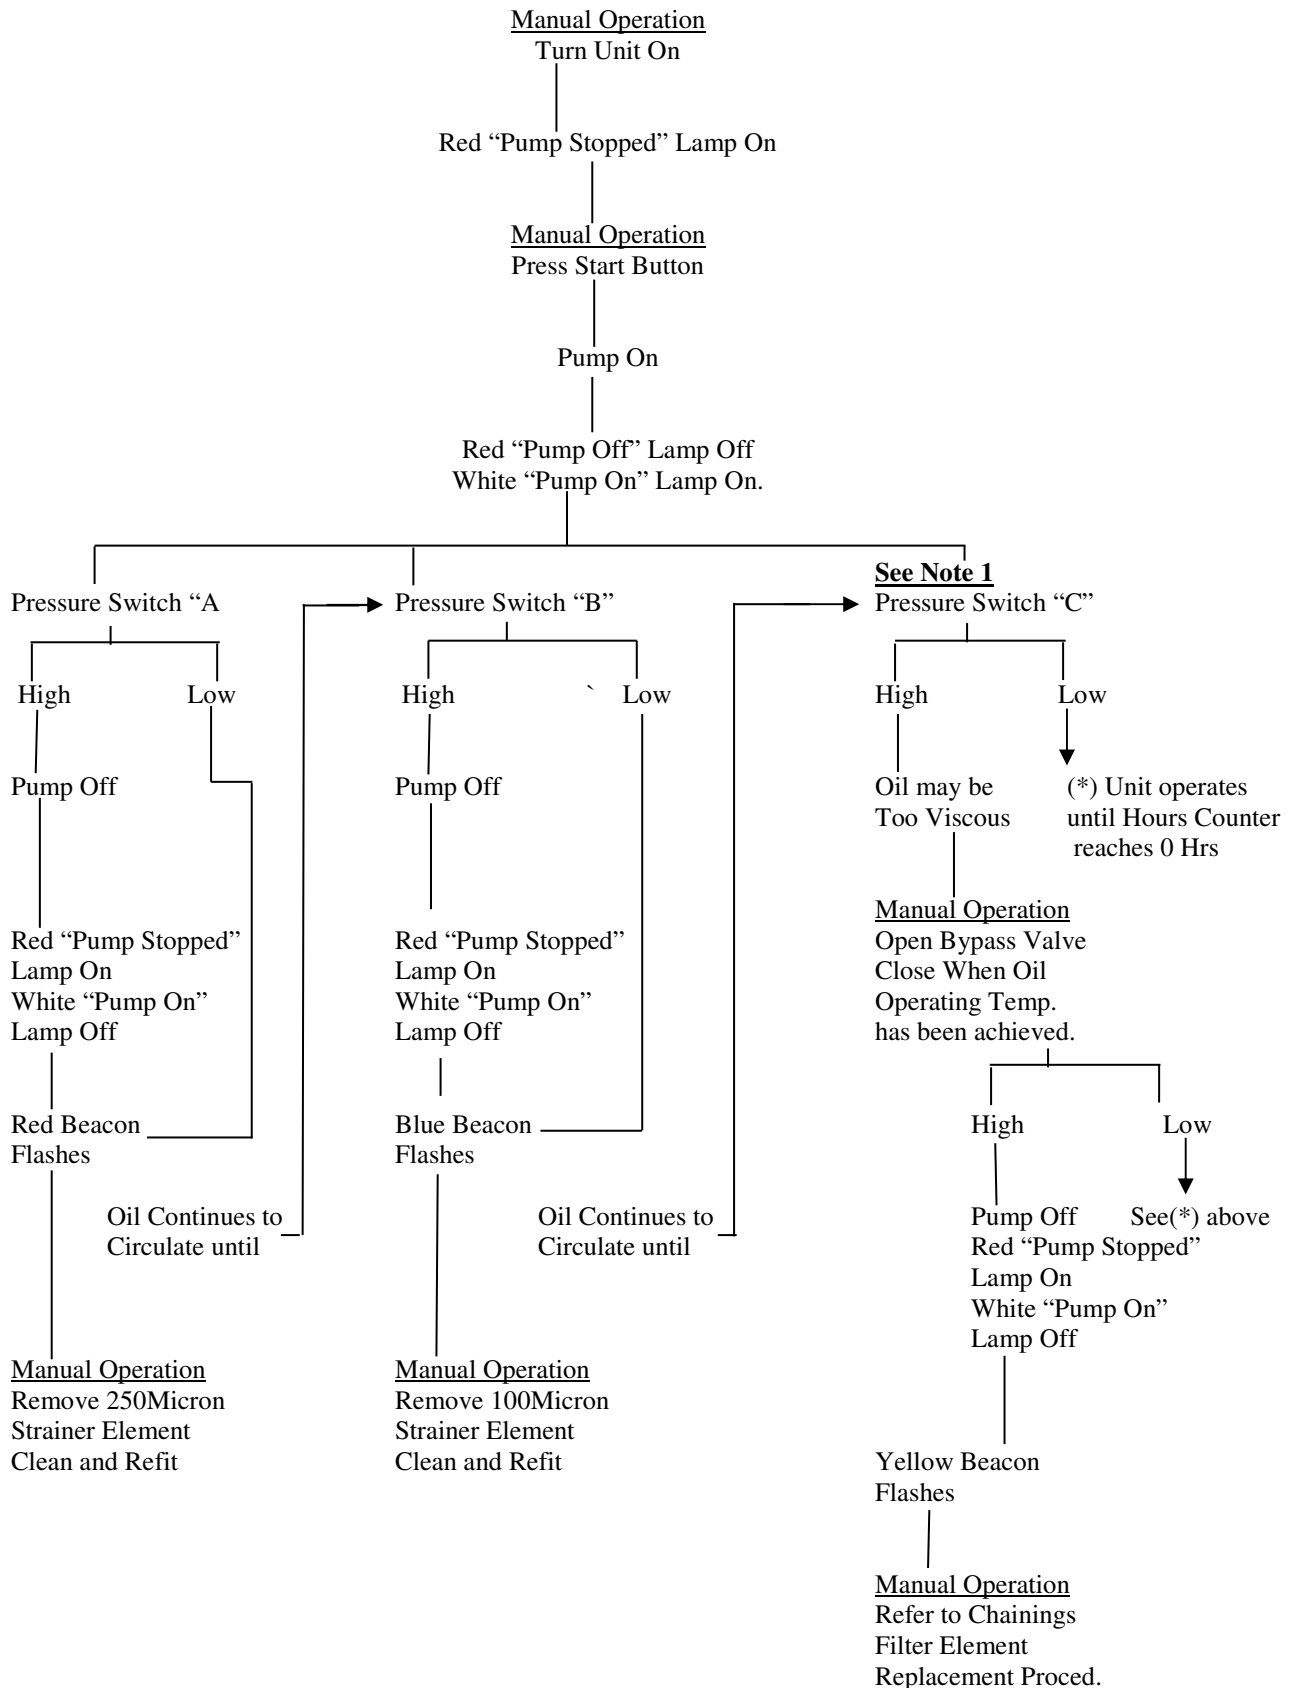 Manual Operation
Turn Unit On
Red “Pump Stopped” Lamp On
Manual Operation
Press Start Button
Pump On
Red “Pump Off” Lamp Off
White “Pump On” Lamp On.
Pressure Switch “A
High
Low
Pump Off
Red “Pump Stopped”
Lamp On
White “Pump On”
Lamp Off
Red Beacon
Flashes
Oil Continues to
Circulate until
Manual Operation
Remove 250Micron
Strainer Element
Clean and Refit
Pressure Switch “B”
High
` Low
Pump Off
Red “Pump Stopped”
Lamp On
White “Pump On”
Lamp Off
Blue Beacon
Flashes
Oil Continues to
Circulate until
Manual Operation
Remove 100Micron
Strainer Element
Clean and Refit
See Note 1
Pressure Switch “C”
High
Low
Oil may be
Too Viscous
(*) Unit operates
until Hours Counter
reaches 0 Hrs
Manual Operation
Open Bypass Valve
Close When Oil
Operating Temp.
has been achieved.
High
Low
Pump Off
See(*) above
Red “Pump Stopped”
Lamp On
White “Pump On”
Lamp Off
Yellow Beacon
Flashes
Manual Operation
Refer to Chainings
Filter Element
Replacement Proced.